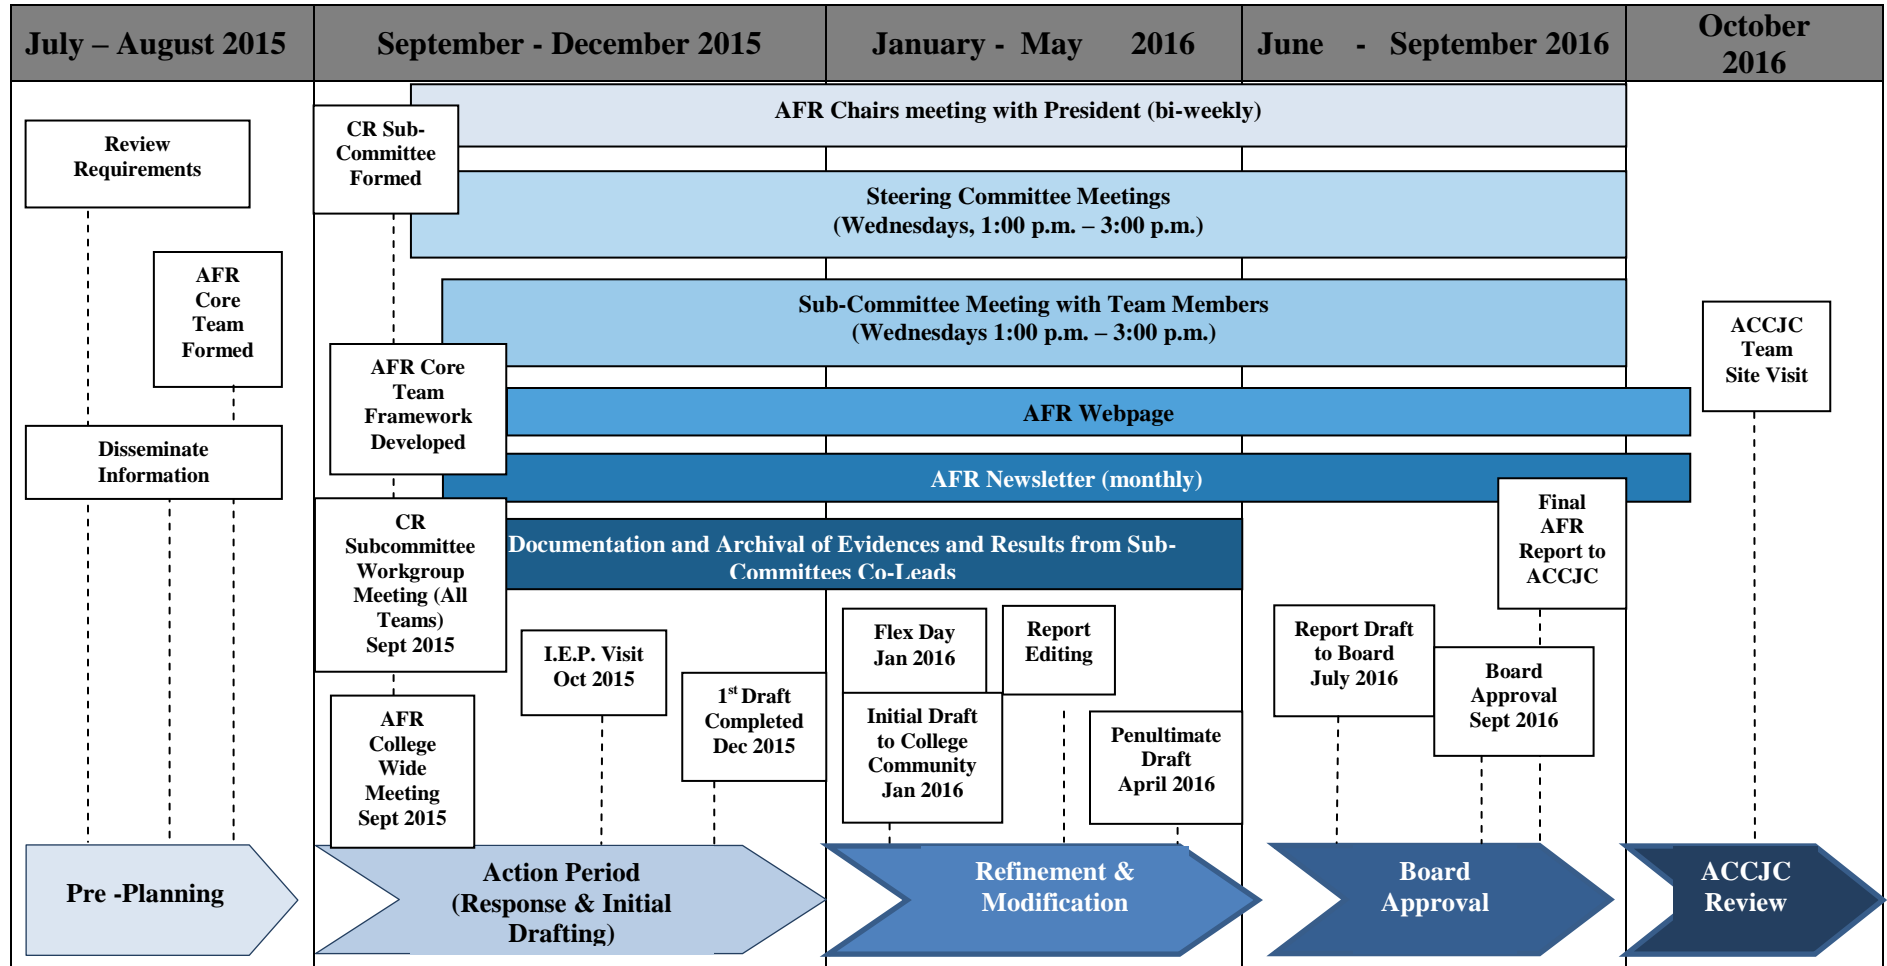 July – August 2015
September - December 2015
January - May 2016
June - September 2016
October
2016
AFR Chairs meeting with President (bi-weekly)
CR Sub-
Committee
Formed
Review
Requirements
Steering Committee Meetings
(Wednesdays, 1:00 p.m. – 3:00 p.m.)
AFR
Core
Team
Formed
Sub-Committee Meeting with Team Members
(Wednesdays 1:00 p.m. – 3:00 p.m.)
ACCJC
Team
Site Visit
AFR Core
Team
Framework
Developed
AFR Webpage
Disseminate
Information
AFR Newsletter (monthly)
Final
AFR
Report to
ACCJC
CR
Subcommittee
Workgroup
Meeting (All
Teams)
Sept 2015
Documentation and Archival of Evidences and Results from Sub-
Committees Co-Leads
I.E.P. Visit
Oct 2015
1st Draft
Completed
Dec 2015
Flex Day
Jan 2016
Report
Editing
Report Draft
to Board
July 2016
Board
Approval
Sept 2016
AFR
College
Wide
Meeting
Sept 2015
Initial Draft
to College
Community
Jan 2016
Penultimate
Draft
April 2016
Pre -Planning
Action Period
(Response & Initial
Drafting)
Refinement &
Modification
Board
Approval
ACCJC
Review